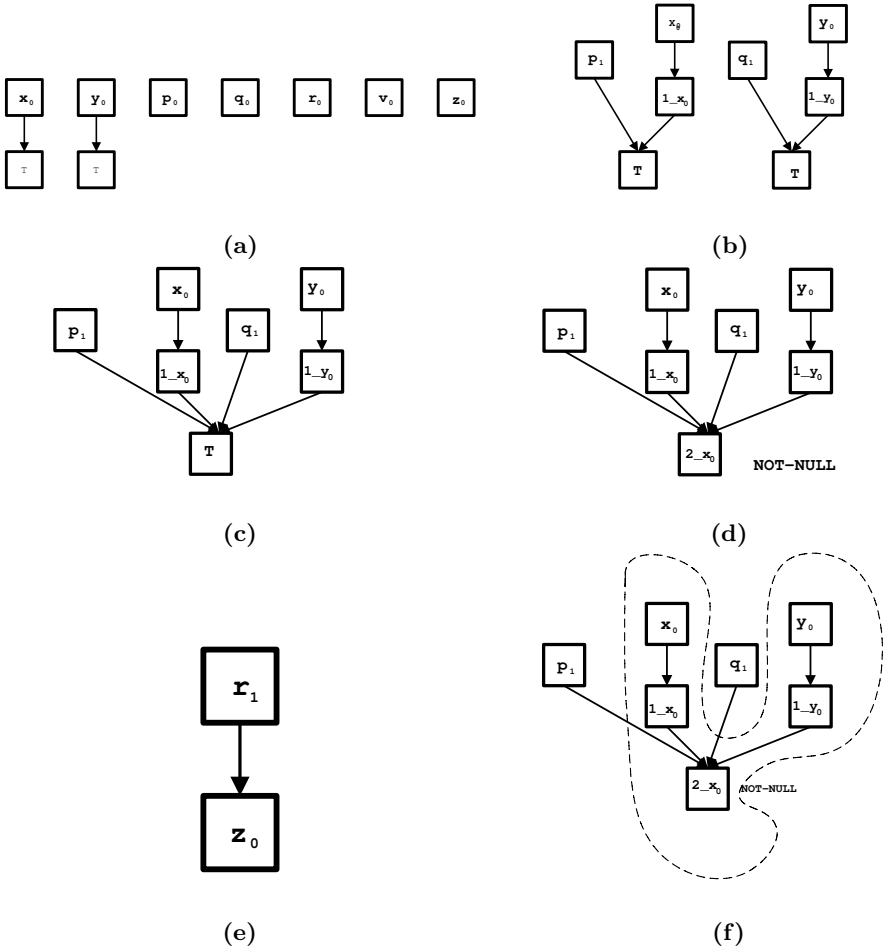 x₀ y₀ p₀ q₀ r₀ v₀ z₀
T T
(a)
x₀ y₀
p₁ q₁
1_x₀ 1_y₀
T T
(b)
x₀ y₀
p₁ q₁
1_x₀ 1_y₀
T
(c)
x₀ y₀
p₁ q₁
1_x₀ 1_y₀
2_x₀ NOT-NULL
(d)
r₁
z₀
(e)
x₀ y₀
p₁ q₁
1_x₀ 1_y₀
2_x₀ NOT-NULL
(f)